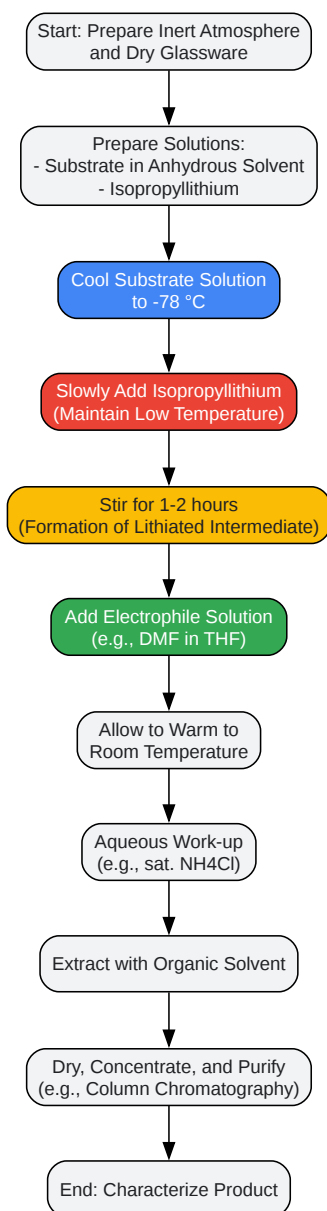 Start: Prepare Inert Atmosphere
and Dry Glassware
Prepare Solutions:
- Substrate in Anhydrous Solvent
- Isopropyllithium
Cool Substrate Solution
to -78 °C
Slowly Add Isopropyllithium
(Maintain Low Temperature)
Stir for 1-2 hours
(Formation of Lithiated Intermediate)
Add Electrophile Solution
(e.g., DMF in THF)
Allow to Warm to
Room Temperature
Aqueous Work-up
(e.g., sat. NH4Cl)
Extract with Organic Solvent
Dry, Concentrate, and Purify
(e.g., Column Chromatography)
End: Characterize Product